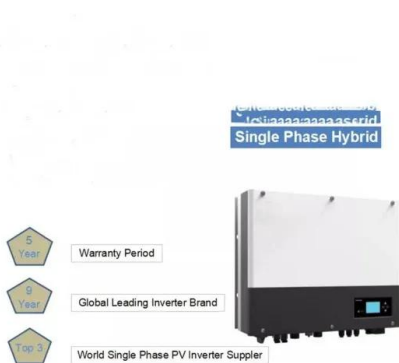 Single Phase Hybrid
5
Year
Warranty Period
9
Year
Global Leading Inverter Brand
Top 3
World Single Phase PV Inverter Suppler